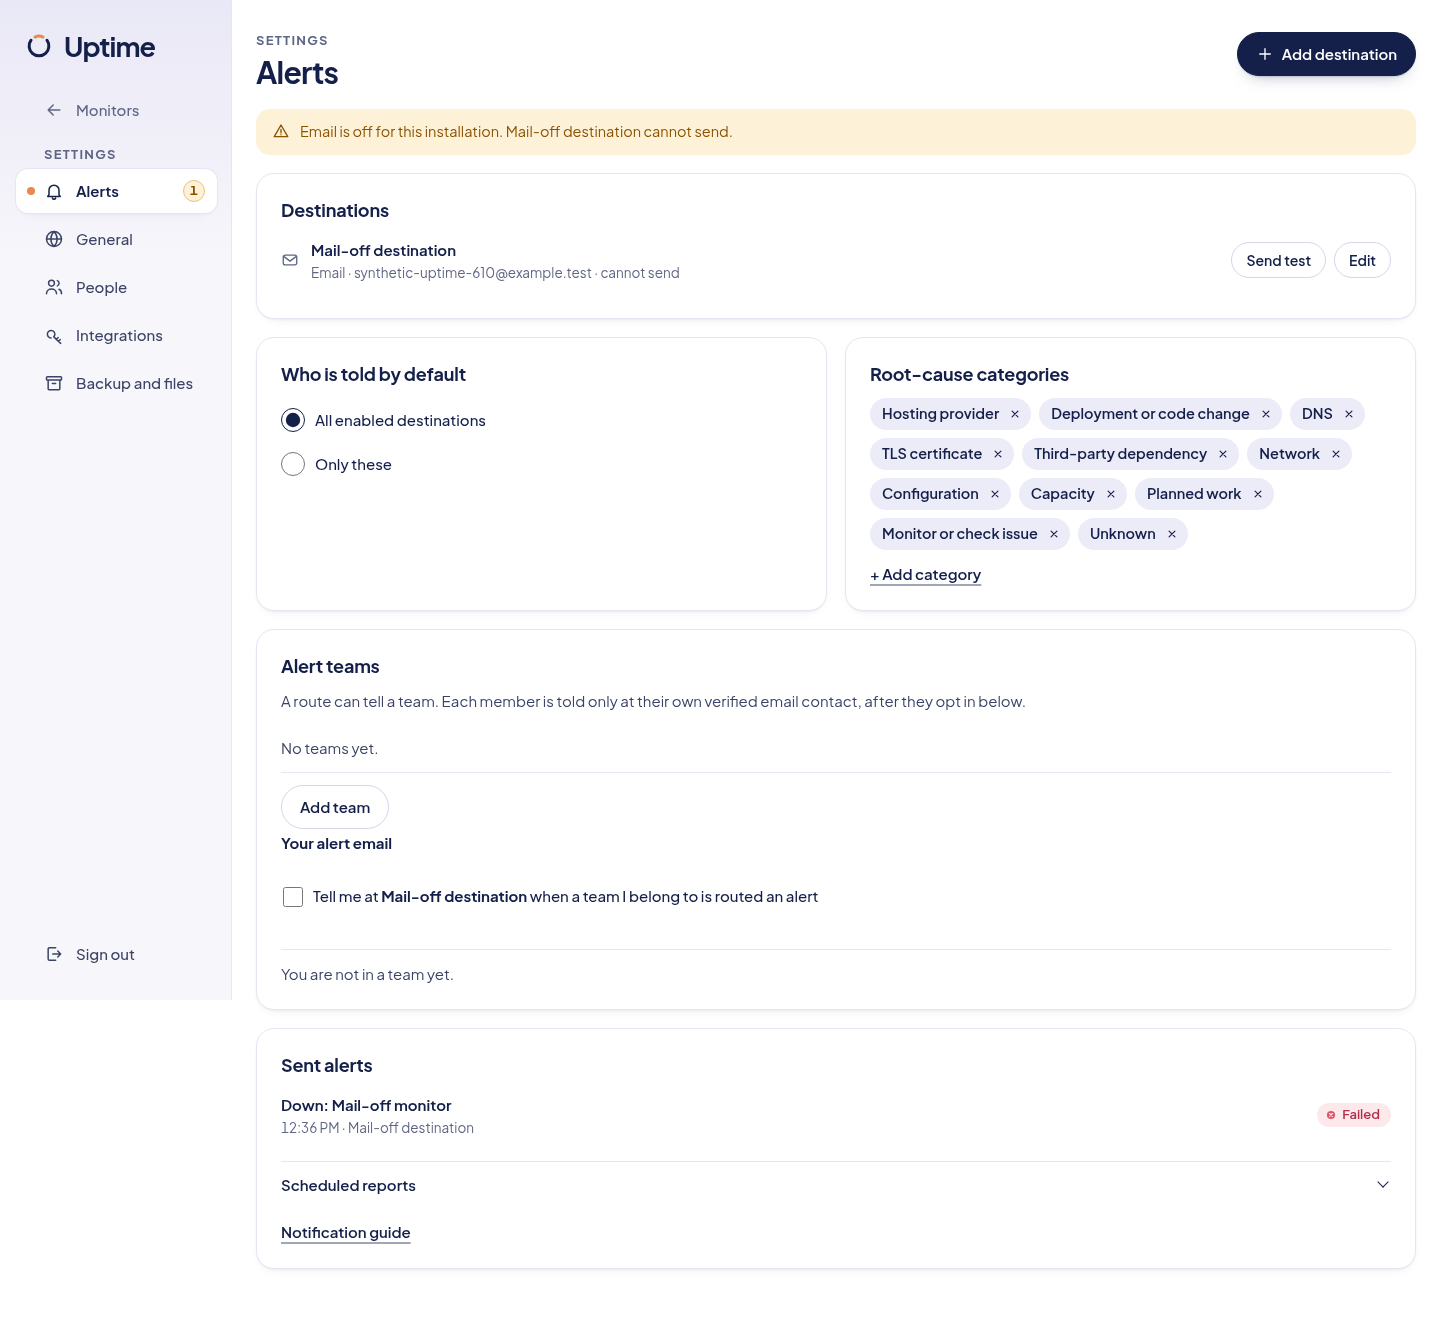 Uptime
Monitors
SETTINGS
Alerts
1
General
People
Integrations
Backup and files
Sign out
SETTINGS
Alerts
Add destination
Email is off for this installation. Mail-off destination cannot send.
Destinations
Mail-off destination
Email · synthetic-uptime-610@example.test · cannot send
Send test
Edit
Who is told by default
All enabled destinations
Only these
Root-cause categories
Hosting provider × Deployment or code change × DNS ×
TLS certificate × Third-party dependency × Network ×
Configuration × Capacity × Planned work ×
Monitor or check issue × Unknown ×
+ Add category
Alert teams
A route can tell a team. Each member is told only at their own verified email contact, after they opt in below.
No teams yet.
Add team
Your alert email
Tell me at Mail-off destination when a team I belong to is routed an alert
You are not in a team yet.
Sent alerts
Down: Mail-off monitor
12:36 PM · Mail-off destination
Failed
Scheduled reports
Notification guide